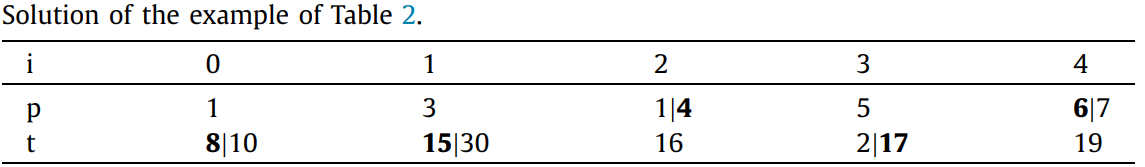 Solution of the example of Table 2.
i 0 1 2 3 4
p 1 3 1|4 5 6|7
t 8|10 15|30 16 2|17 19